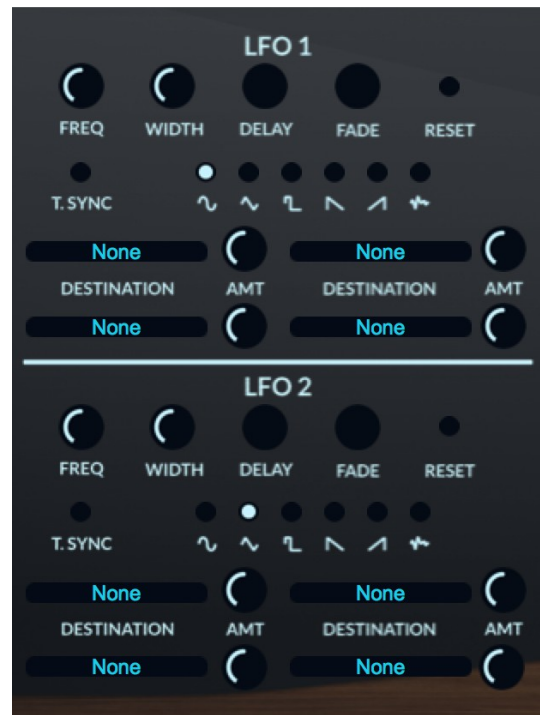 LFO 1
FREQ WIDTH DELAY FADE RESET
T. SYNC
None None
DESTINATION AMT DESTINATION AMT
None None
LFO 2
FREQ WIDTH DELAY FADE RESET
T. SYNC
None None
DESTINATION AMT DESTINATION AMT
None None